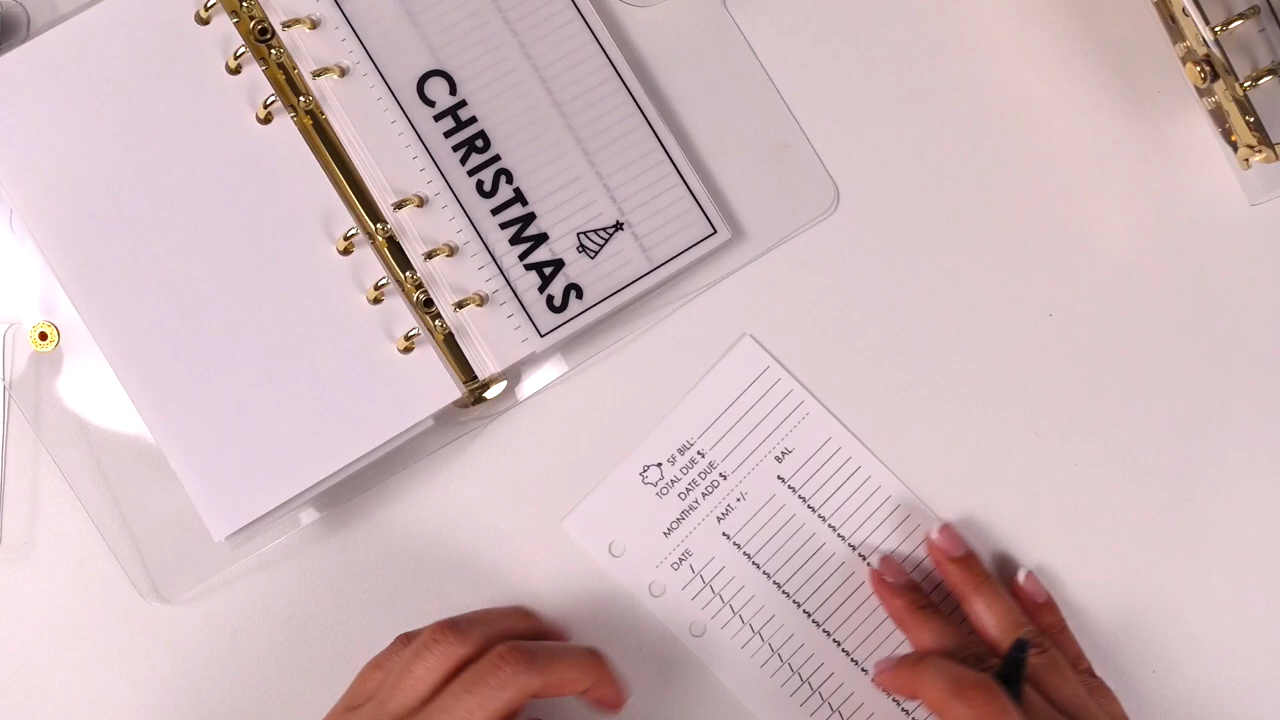 CHRISTMAS
SF BILL:
TOTAL DUE $:
DATE DUE:
MONTHLY ADD $:
DATE AMT. +/- BAL.
/ $ $
/ $ $
/ $ $
/ $ $
/ $ $
/ $ $
/ $ $